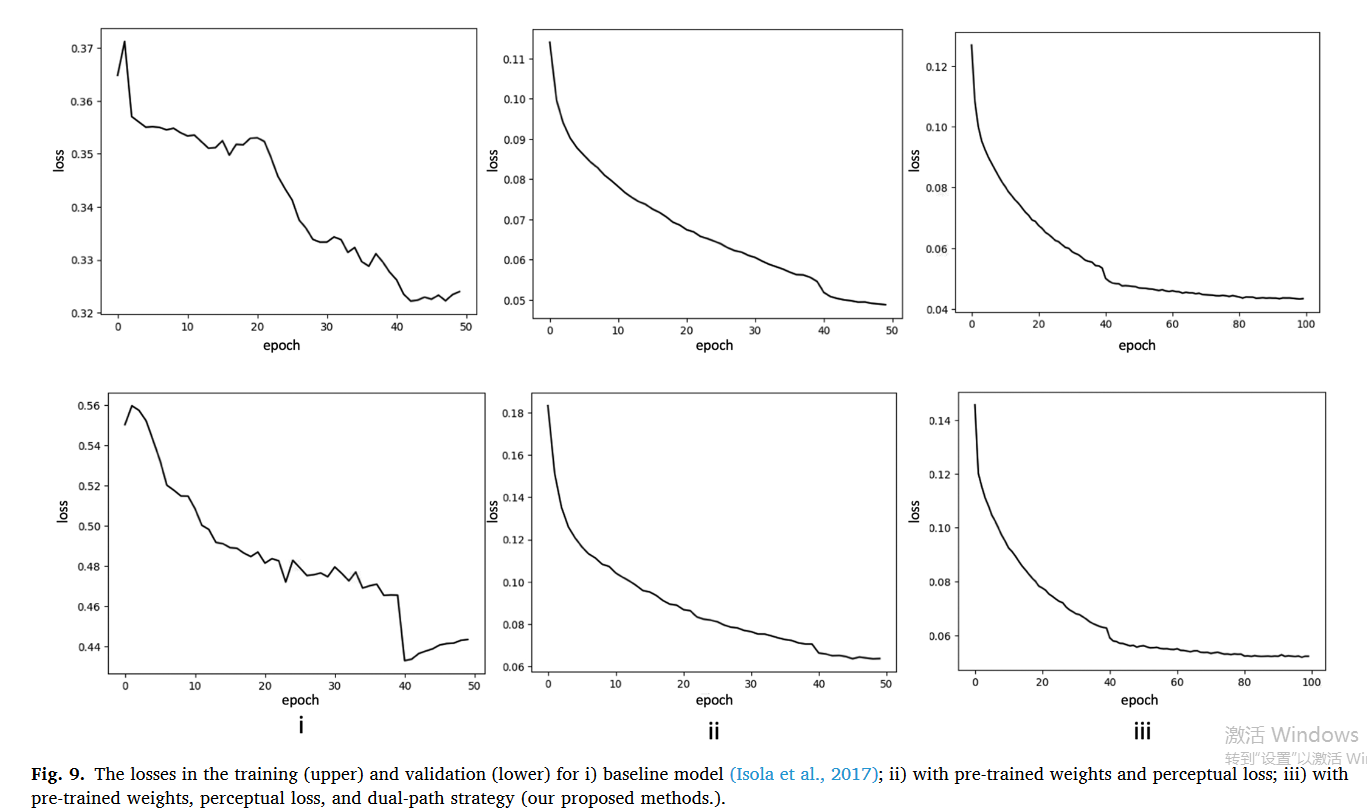 0.37
0.36
0.35
0.34
0.33
0.32
loss
0 10 20 30 40 50
epoch
0.11
0.10
0.09
0.08
0.07
0.06
0.05
loss
0 10 20 30 40 50
epoch
0.12
0.10
0.08
0.06
0.04
loss
0 20 40 60 80 100
epoch
0.56
0.54
0.52
0.50
0.48
0.46
0.44
loss
0 10 20 30 40 50
epoch
i
0.18
0.16
0.14
0.12
0.10
0.08
0.06
loss
0 10 20 30 40 50
epoch
ii
0.14
0.12
0.10
0.08
0.06
loss
0 20 40 60 80 100
epoch
iii
激活 Windows
转到"设置"以激活 Wi
Fig. 9. The losses in the training (upper) and validation (lower) for i) baseline model (Isola et al., 2017); ii) with pre-trained weights and perceptual loss; iii) with
pre-trained weights, perceptual loss, and dual-path strategy (our proposed methods.).